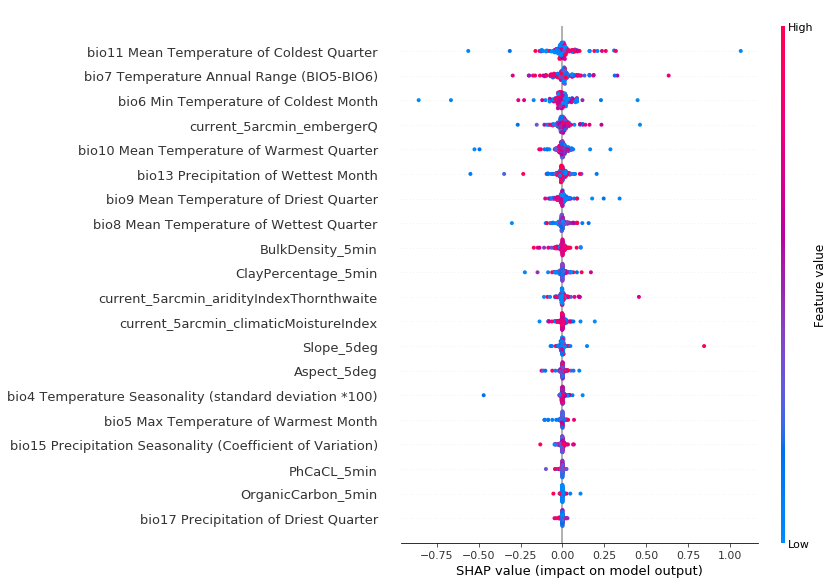 High
bio11 Mean Temperature of Coldest Quarter
bio7 Temperature Annual Range (BIO5-BIO6)
bio6 Min Temperature of Coldest Month
current_5arcmin_embergerQ
bio10 Mean Temperature of Warmest Quarter
bio13 Precipitation of Wettest Month
bio9 Mean Temperature of Driest Quarter
bio8 Mean Temperature of Wettest Quarter
BulkDensity_5min
ClayPercentage_5min
current_5arcmin_aridityIndexThornthwaite
current_5arcmin_climaticMoistureIndex
Slope_5deg
Aspect_5deg
bio4 Temperature Seasonality (standard deviation *100)
bio5 Max Temperature of Warmest Month
bio15 Precipitation Seasonality (Coefficient of Variation)
PhCaCL_5min
OrganicCarbon_5min
bio17 Precipitation of Driest Quarter
Feature value
Low
−0.75 −0.50 −0.25 0.00 0.25 0.50 0.75 1.00
SHAP value (impact on model output)